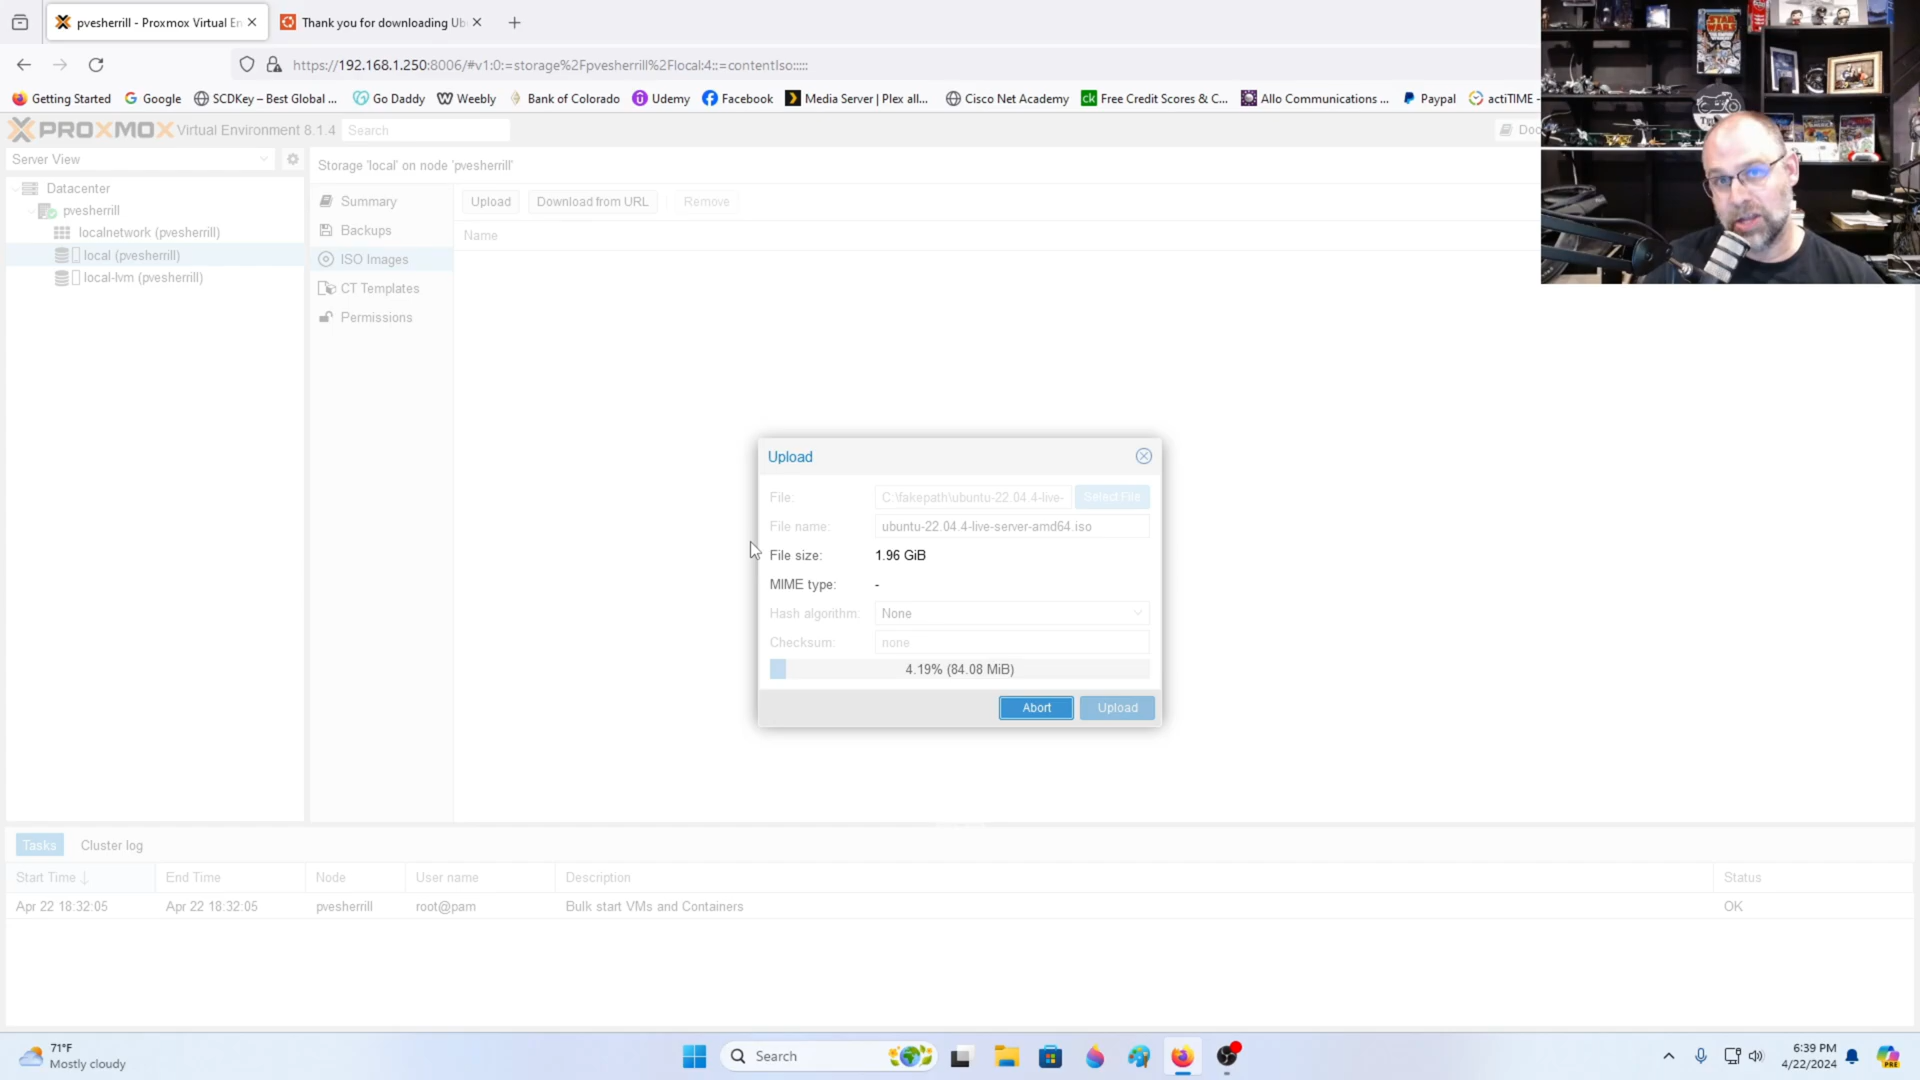 pvesherrill - Proxmox Virtual En
Thank you for downloading Ub
https://192.168.1.250:8006/#v1:0:=storage%2Fpvesherrill%2Flocal:4::=contentIso:::::
Getting Started
Google
SCDKey – Best Global ...
Go Daddy
Weebly
Bank of Colorado
Udemy
Facebook
Media Server | Plex all...
Cisco Net Academy
Free Credit Scores & C...
Allo Communications ...
Paypal
actiTIME -
PROXMOX Virtual Environment 8.1.4
Search
Doc
Server View
Storage 'local' on node 'pvesherrill'
Datacenter
pvesherrill
localnetwork (pvesherrill)
local (pvesherrill)
local-lvm (pvesherrill)
Summary
Backups
ISO Images
CT Templates
Permissions
Upload
Download from URL
Remove
Name
Upload
File:
C:\fakepath\ubuntu-22.04.4-live-
Select File
File name:
ubuntu-22.04.4-live-server-amd64.iso
File size:
1.96 GiB
MIME type:
-
Hash algorithm:
None
Checksum:
none
4.19% (84.08 MiB)
Abort
Upload
Tasks
Cluster log
Start Time
End Time
Node
User name
Description
Status
Apr 22 18:32:05
Apr 22 18:32:05
pvesherrill
root@pam
Bulk start VMs and Containers
OK
71°F
Mostly cloudy
Search
6:39 PM
4/22/2024
PRE
STAR WARS